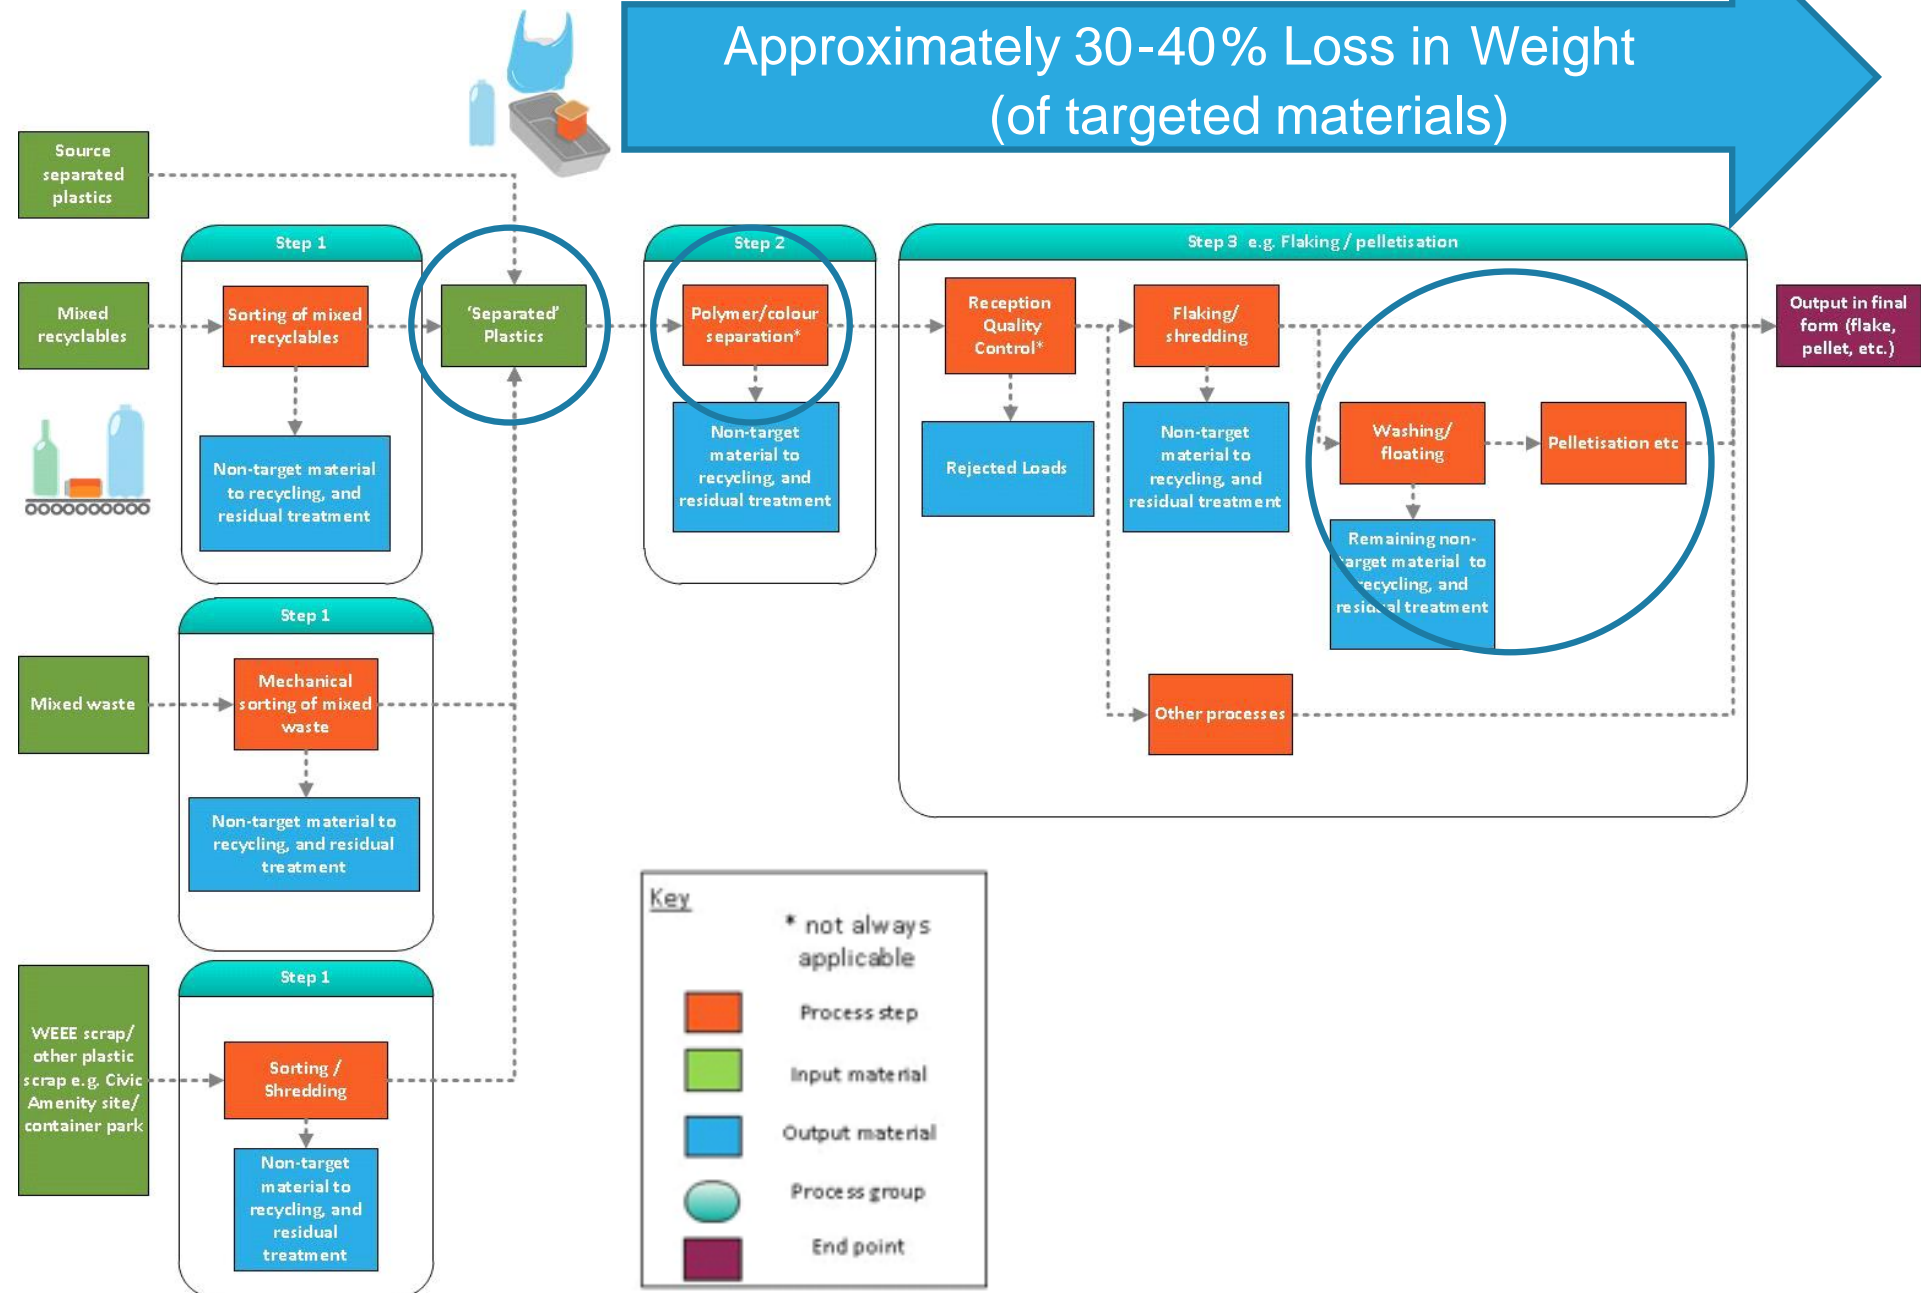 Approximately 30-40% Loss in Weight
(of targeted materials)
Source
separated
plastics
Step 1
Step 2
Step 3 e.g. Flaking / pelletisation
Mixed
recyclables
Sorting of mixed
recyclables
'Separated'
Plastics
Polymer/colour
separation*
Reception
Quality
Control*
Flaking/
shredding
Output in final
form (flake,
pellet, etc.)
Non-target material
to recycling, and
residual treatment
Non-target
material to
recycling, and
residual treatment
Rejected Loads
Non-target
material to
recycling, and
residual treatment
Washing/
floating
Pelletisation etc
Remaining non-
target material to
recycling, and
residual treatment
Step 1
Mixed waste
Mechanical
sorting of mixed
waste
Other processes
Non-target material to
recycling, and residual
treatment
Step 1
WEEE scrap/
other plastic
scrap e.g. Civic
Amenity site/
container park
Sorting /
Shredding
Non-target
material to
recycling, and
residual
treatment
Key
* not always
applicable
Process step
Input material
Output material
Process group
End point